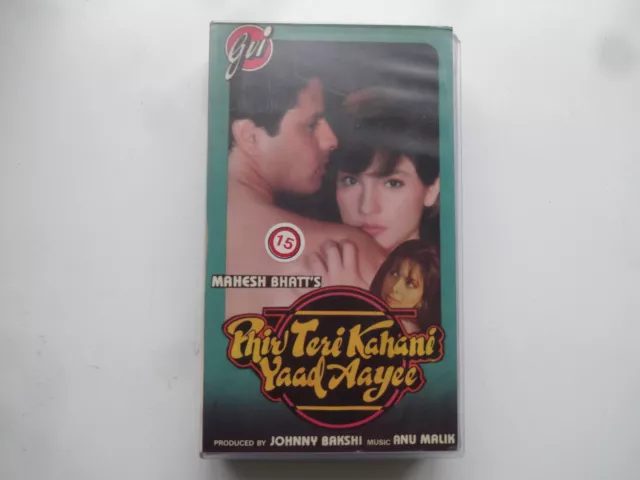 gvi
15
MAHESH BHATT'S
Phir Teri Kahani
Yaad Aayee
PRODUCED BY JOHNNY BAKSHI MUSIC ANU MALIK